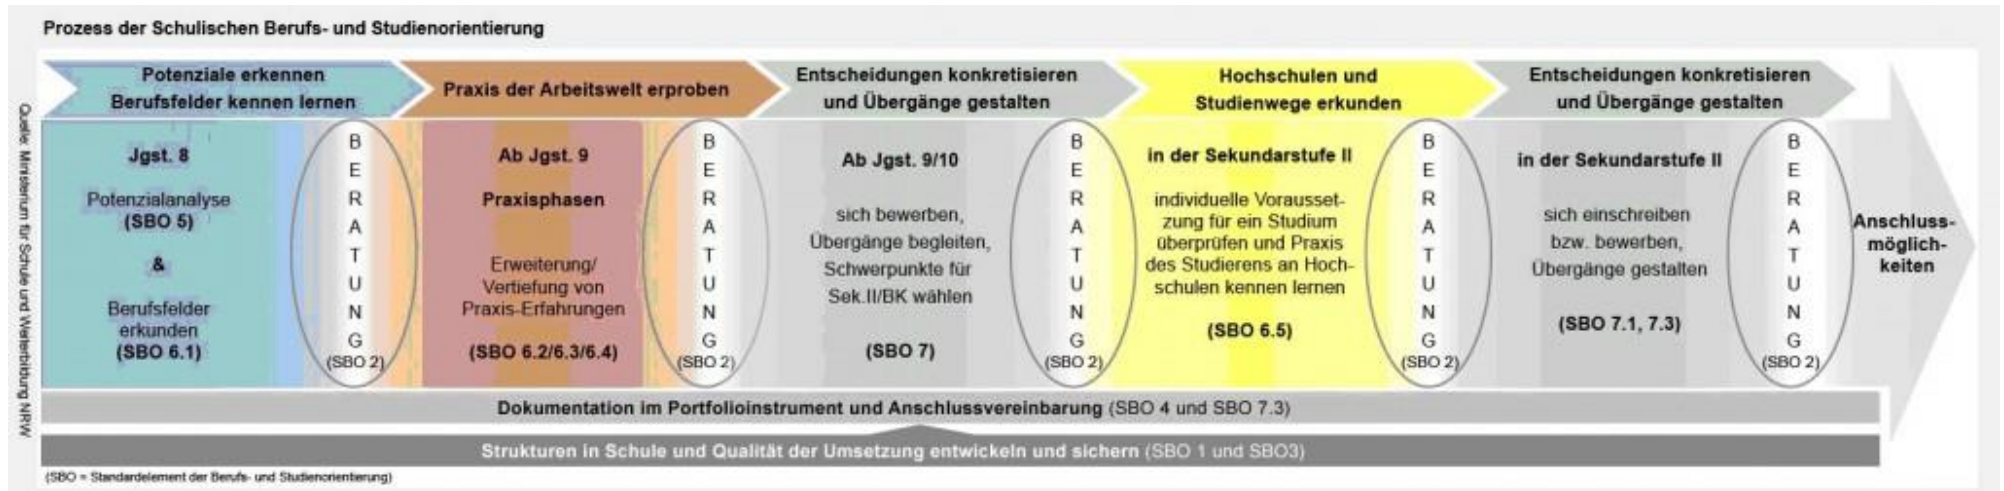 Prozess der Schulischen Berufs- und Studienorientierung
Potenziale erkennen
Berufsfelder kennen lernen
Praxis der Arbeitswelt erproben
Entscheidungen konkretisieren
und Übergänge gestalten
Hochschulen und
Studienwege erkunden
Entscheidungen konkretisieren
und Übergänge gestalten
Jgst. 8
Potenzialanalyse
(SBO 5)
&
Berufsfelder
erkunden
(SBO 6.1)
BERATUNG
(SBO 2)
Ab Jgst. 9
Praxisphasen
Erweiterung/
Vertiefung von
Praxis-Erfahrungen
(SBO 6.2/6.3/6.4)
BERATUNG
(SBO 2)
Ab Jgst. 9/10
sich bewerben,
Übergänge begleiten,
Schwerpunkte für
Sek.II/BK wählen
(SBO 7)
BERATUNG
(SBO 2)
in der Sekundarstufe II
individuelle Vorausset-
zung für ein Studium
überprüfen und Praxis
des Studierens an Hoch-
schulen kennen lernen
(SBO 6.5)
BERATUNG
(SBO 2)
in der Sekundarstufe II
sich einschreiben
bzw. bewerben,
Übergänge gestalten
(SBO 7.1, 7.3)
BERATUNG
(SBO 2)
Anschluss-
möglich-
keiten
Dokumentation im Portfolioinstrument und Anschlussvereinbarung (SBO 4 und SBO 7.3)
Strukturen in Schule und Qualität der Umsetzung entwickeln und sichern (SBO 1 und SBO3)
(SBO = Standardelement der Berufs- und Studienorientierung)
Quelle: Ministerium für Schule und Weiterbildung NRW